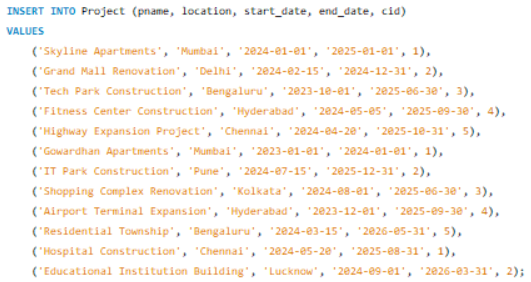 INSERT INTO Project (pname, location, start_date, end_date, cid)
VALUES
('Skyline Apartments', 'Mumbai', '2024-01-01', '2025-01-01', 1),
('Grand Mall Renovation', 'Delhi', '2024-02-15', '2024-12-31', 2),
('Tech Park Construction', 'Bengaluru', '2023-10-01', '2025-06-30', 3),
('Fitness Center Construction', 'Hyderabad', '2024-05-05', '2025-09-30', 4),
('Highway Expansion Project', 'Chennai', '2024-04-20', '2025-10-31', 5),
('Gowardhan Apartments', 'Mumbai', '2023-01-01', '2024-01-01', 1),
('IT Park Construction', 'Pune', '2024-07-15', '2025-12-31', 2),
('Shopping Complex Renovation', 'Kolkata', '2024-08-01', '2025-06-30', 3),
('Airport Terminal Expansion', 'Hyderabad', '2023-12-01', '2025-09-30', 4),
('Residential Township', 'Bengaluru', '2024-03-15', '2026-05-31', 5),
('Hospital Construction', 'Chennai', '2024-05-20', '2025-08-31', 1),
('Educational Institution Building', 'Lucknow', '2024-09-01', '2026-03-31', 2);